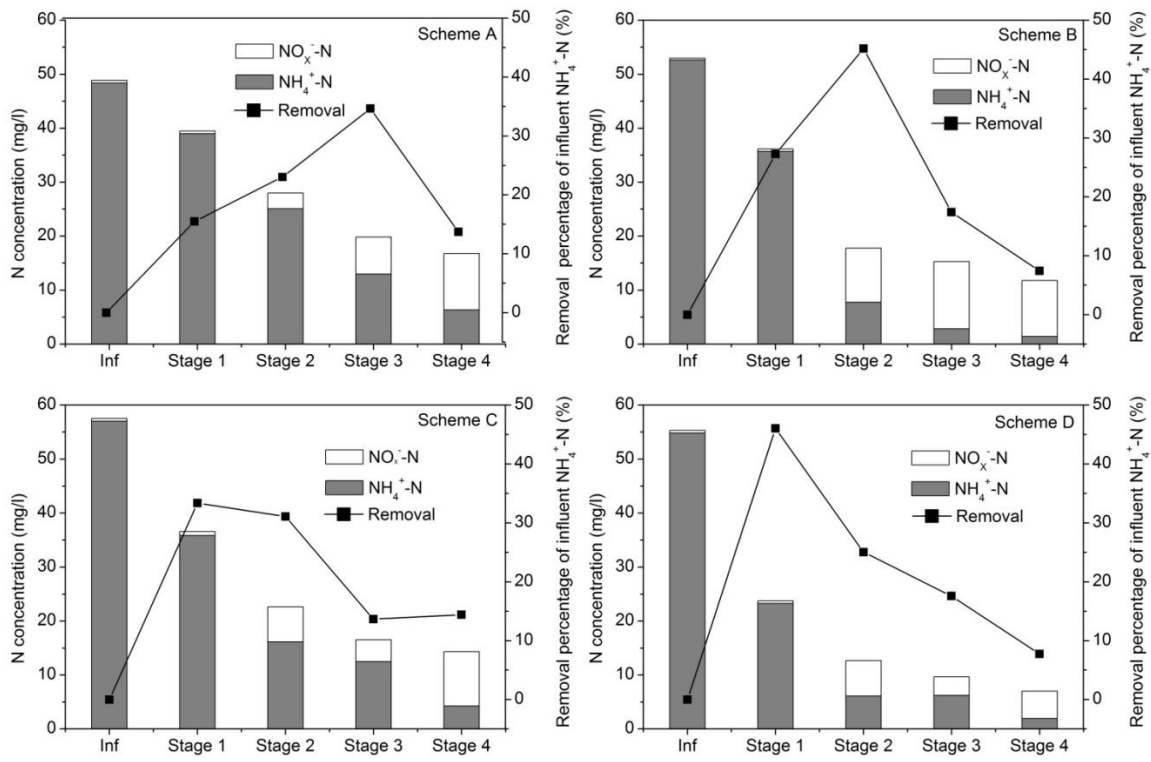 Scheme A
NOₓ⁻-N
NH₄⁺-N
Removal
N concentration (mg/l)
60
50
40
30
20
10
0
Removal percentage of influent NH₄⁺-N (%)
50
40
30
20
10
0
Inf Stage 1 Stage 2 Stage 3 Stage 4
Scheme B
NOₓ⁻-N
NH₄⁺-N
Removal
N concentration (mg/l)
60
50
40
30
20
10
0
Removal percentage of influent NH₄⁺-N (%)
50
40
30
20
10
0
Inf Stage 1 Stage 2 Stage 3 Stage 4
Scheme C
NOₓ⁻-N
NH₄⁺-N
Removal
N concentration (mg/l)
60
50
40
30
20
10
0
Removal percentage of influent NH₄⁺-N (%)
50
40
30
20
10
0
Inf Stage 1 Stage 2 Stage 3 Stage 4
Scheme D
NOₓ⁻-N
NH₄⁺-N
Removal
N concentration (mg/l)
60
50
40
30
20
10
0
Removal percentage of influent NH₄⁺-N (%)
50
40
30
20
10
0
Inf Stage 1 Stage 2 Stage 3 Stage 4